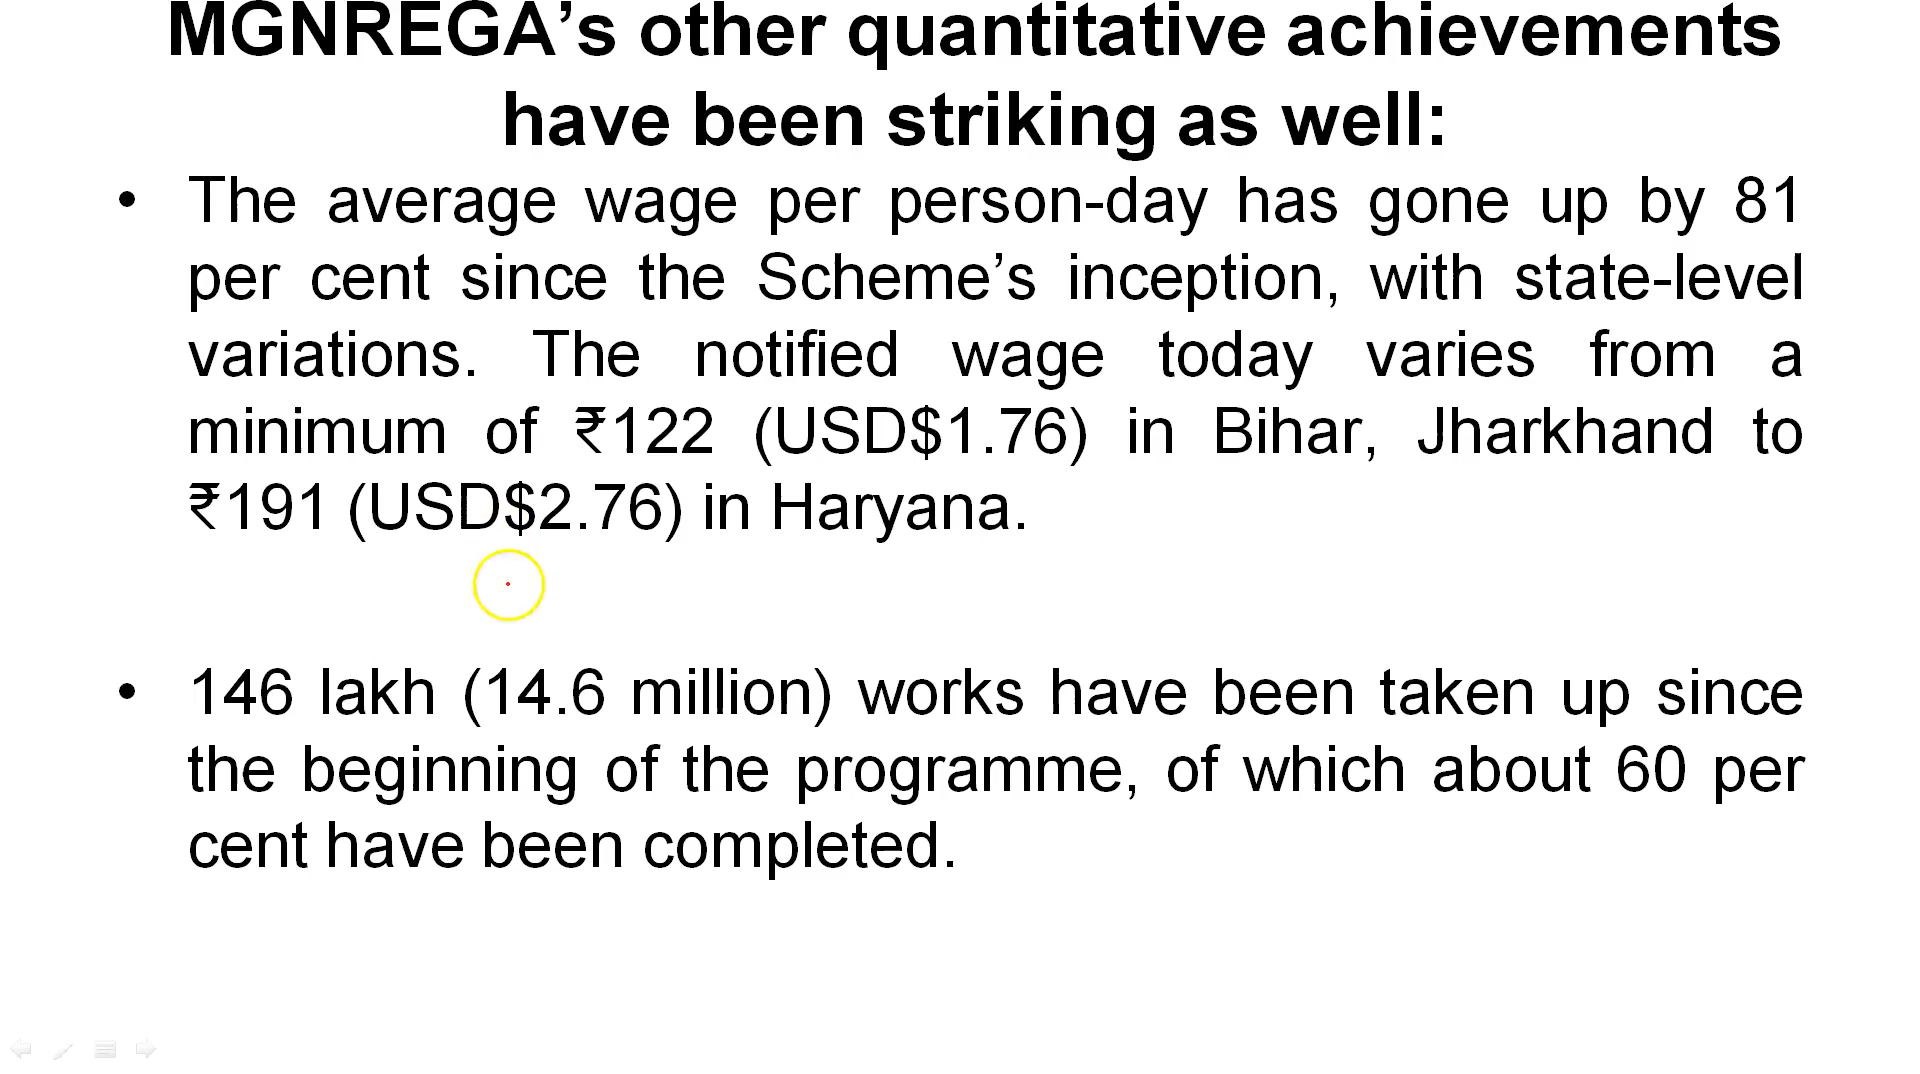 MGNREGA’s other quantitative achievements
have been striking as well:
• The average wage per person-day has gone up by 81
per cent since the Scheme’s inception, with state-level
variations. The notified wage today varies from a
minimum of ₹122 (USD$1.76) in Bihar, Jharkhand to
₹191 (USD$2.76) in Haryana.
• 146 lakh (14.6 million) works have been taken up since
the beginning of the programme, of which about 60 per
cent have been completed.